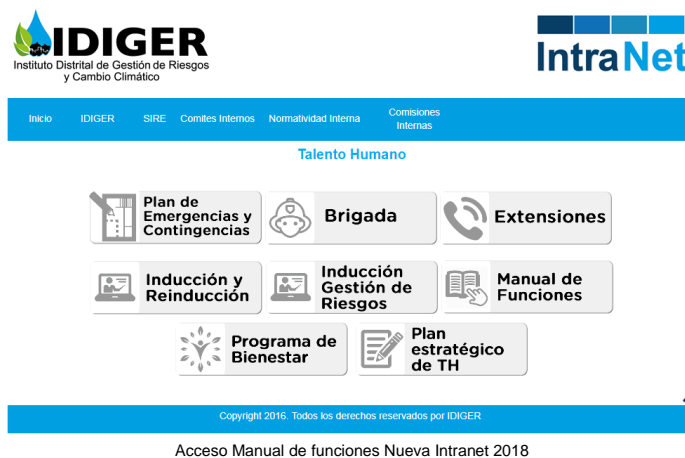 IDIGER
Instituto Distrital de Gestión de Riesgos
y Cambio Climático
IntraNet
Inicio IDIGER SIRE Comites Internos Normatividad Interna Comisiones
Internas
Talento Humano
Plan de
Emergencias y
Contingencias
Brigada
Extensiones
Inducción y
Reinducción
Inducción
Gestión de
Riesgos
Manual de
Funciones
Programa de
Bienestar
Plan
estratégico
de TH
Copyright 2016. Todos los derechos reservados por IDIGER
Acceso Manual de funciones Nueva Intranet 2018